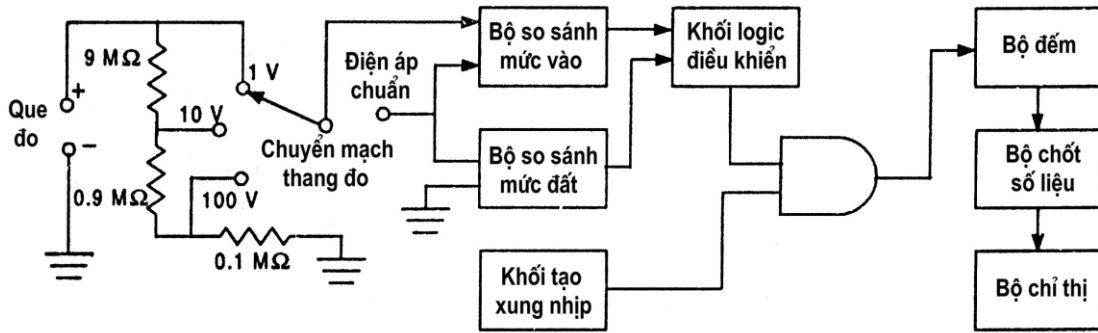 9 MΩ
Que
đo
+
−
0.9 MΩ
10 V
1 V
100 V
0.1 MΩ
Chuyển mạch
thang đo
Điện áp
chuẩn
Bộ so sánh
mức vào
Bộ so sánh
mức đất
Khối logic
điều khiển
Khối tạo
xung nhịp
Bộ đếm
Bộ chốt
số liệu
Bộ chỉ thị